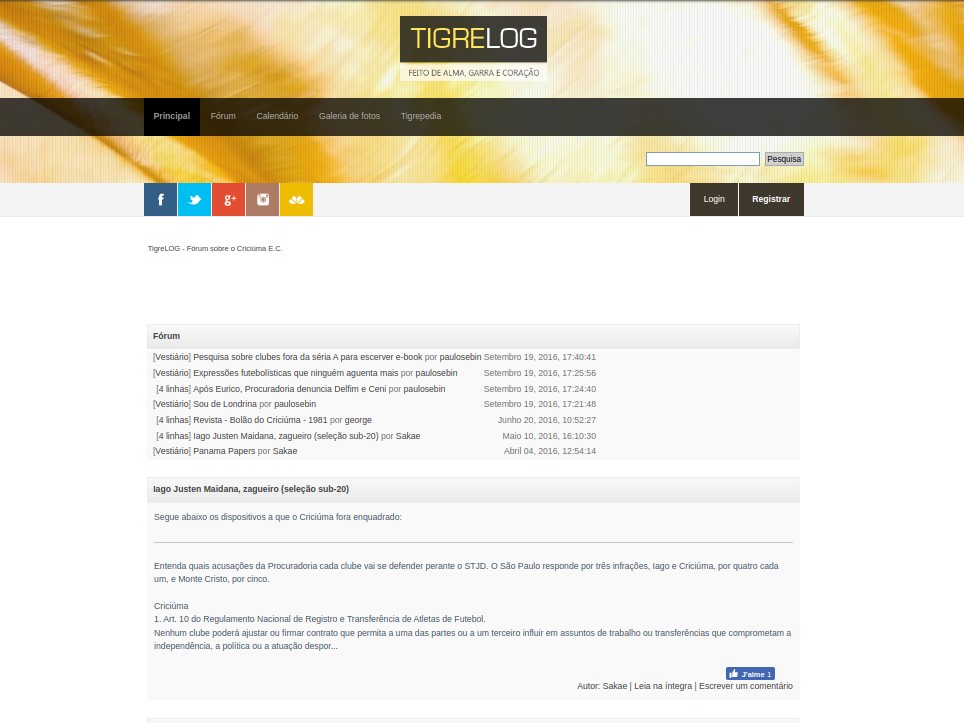 TIGRELOG
FEITO DE ALMA, GARRA E CORAÇÃO
Principal Fórum Calendário Galeria de fotos Tigrepedia
Pesquisa
Login Registrar
TigreLOG - Fórum sobre o Criciúma E.C.
Fórum
[Vestiário] Pesquisa sobre clubes fora da séria A para escerver e-book por paulosebin Setembro 19, 2016, 17:40:41
[Vestiário] Expressões futebolísticas que ninguém aguenta mais por paulosebin Setembro 19, 2016, 17:25:56
[4 linhas] Após Eurico, Procuradoria denuncia Delfim e Ceni por paulosebin Setembro 19, 2016, 17:24:40
[Vestiário] Sou de Londrina por paulosebin Setembro 19, 2016, 17:21:48
[4 linhas] Revista - Bolão do Criciúma - 1981 por george Junho 20, 2016, 10:52:27
[4 linhas] Iago Justen Maidana, zagueiro (seleção sub-20) por Sakae Maio 10, 2016, 16:10:30
[Vestiário] Panama Papers por Sakae Abril 04, 2016, 12:54:14
Iago Justen Maidana, zagueiro (seleção sub-20)
Segue abaixo os dispositivos a que o Criciúma fora enquadrado:
Entenda quais acusações da Procuradoria cada clube vai se defender perante o STJD. O São Paulo responde por três infrações, Iago e Criciúma, por quatro cada
um, e Monte Cristo, por cinco.
Criciúma
1. Art. 10 do Regulamento Nacional de Registro e Transferência de Atletas de Futebol.
Nenhum clube poderá ajustar ou firmar contrato que permita a uma das partes ou a um terceiro influir em assuntos de trabalho ou transferências que comprometam a
independência, a política ou a atuação despor...
J'aime 1
Autor: Sakae | Leia na íntegra | Escrever um comentário